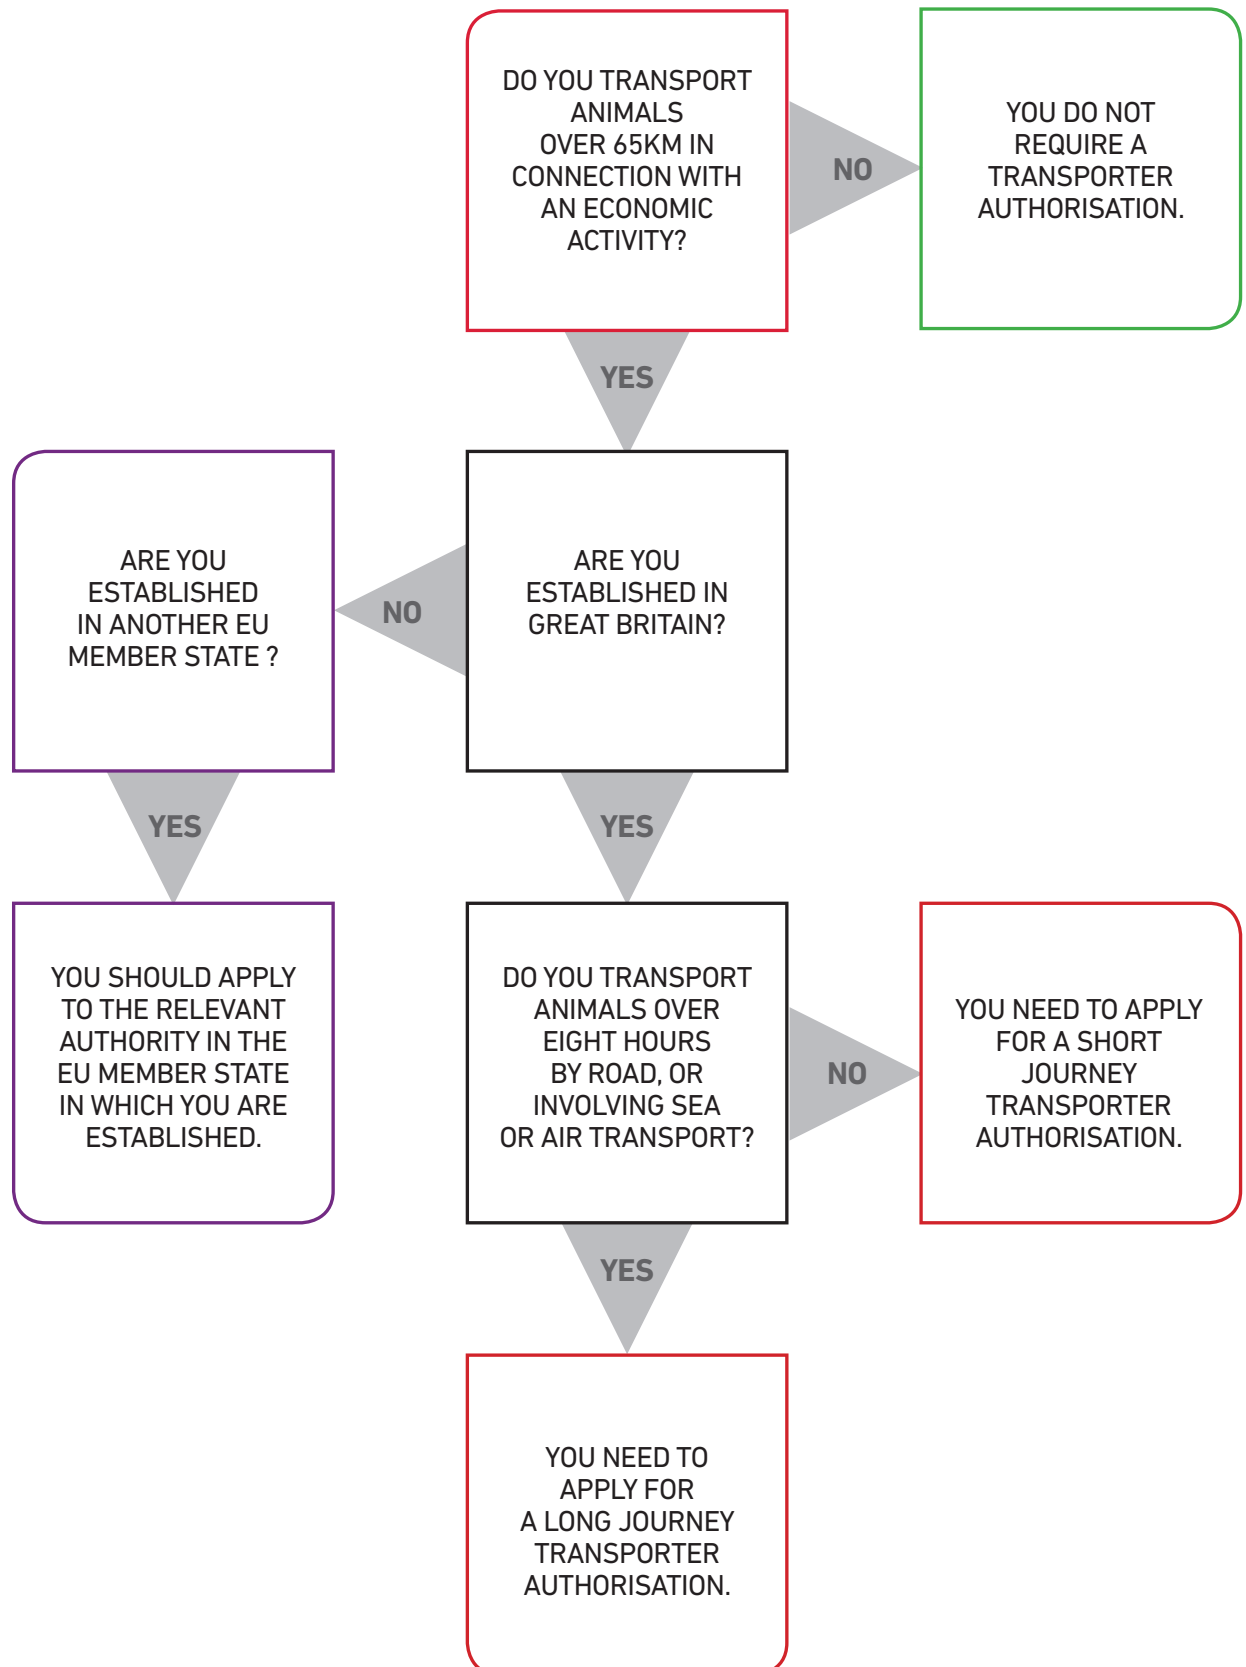 DO YOU TRANSPORT
ANIMALS
OVER 65KM IN
CONNECTION WITH
AN ECONOMIC
ACTIVITY?
NO
YOU DO NOT
REQUIRE A
TRANSPORTER
AUTHORISATION.
YES
ARE YOU
ESTABLISHED
IN ANOTHER EU
MEMBER STATE ?
NO
ARE YOU
ESTABLISHED IN
GREAT BRITAIN?
YES
YES
YOU SHOULD APPLY
TO THE RELEVANT
AUTHORITY IN THE
EU MEMBER STATE
IN WHICH YOU ARE
ESTABLISHED.
DO YOU TRANSPORT
ANIMALS OVER
EIGHT HOURS
BY ROAD, OR
INVOLVING SEA
OR AIR TRANSPORT?
NO
YOU NEED TO APPLY
FOR A SHORT
JOURNEY
TRANSPORTER
AUTHORISATION.
YES
YOU NEED TO
APPLY FOR
A LONG JOURNEY
TRANSPORTER
AUTHORISATION.